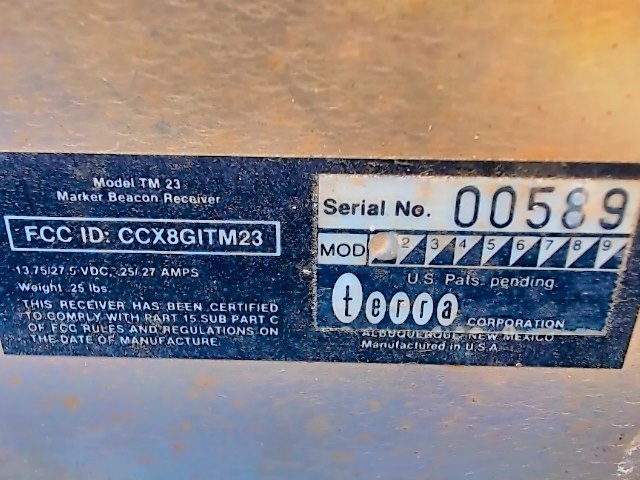 Model TM 23
Marker Beacon Receiver
FCC ID: CCX8GITM23
13.75/27.5 VDC, .25/.27 AMPS
Weight .25 lbs.
THIS RECEIVER HAS BEEN CERTIFIED
TO COMPLY WITH PART 15 SUB PART C
OF FCC RULES AND REGULATIONS ON
THE DATE OF MANUFACTURE.
Serial No. 00589
MOD 2 3 4 5 6 7 8 9
U.S. Pats. pending.
terra CORPORATION
ALBUQUERQUE, NEW MEXICO
Manufactured in U.S.A.